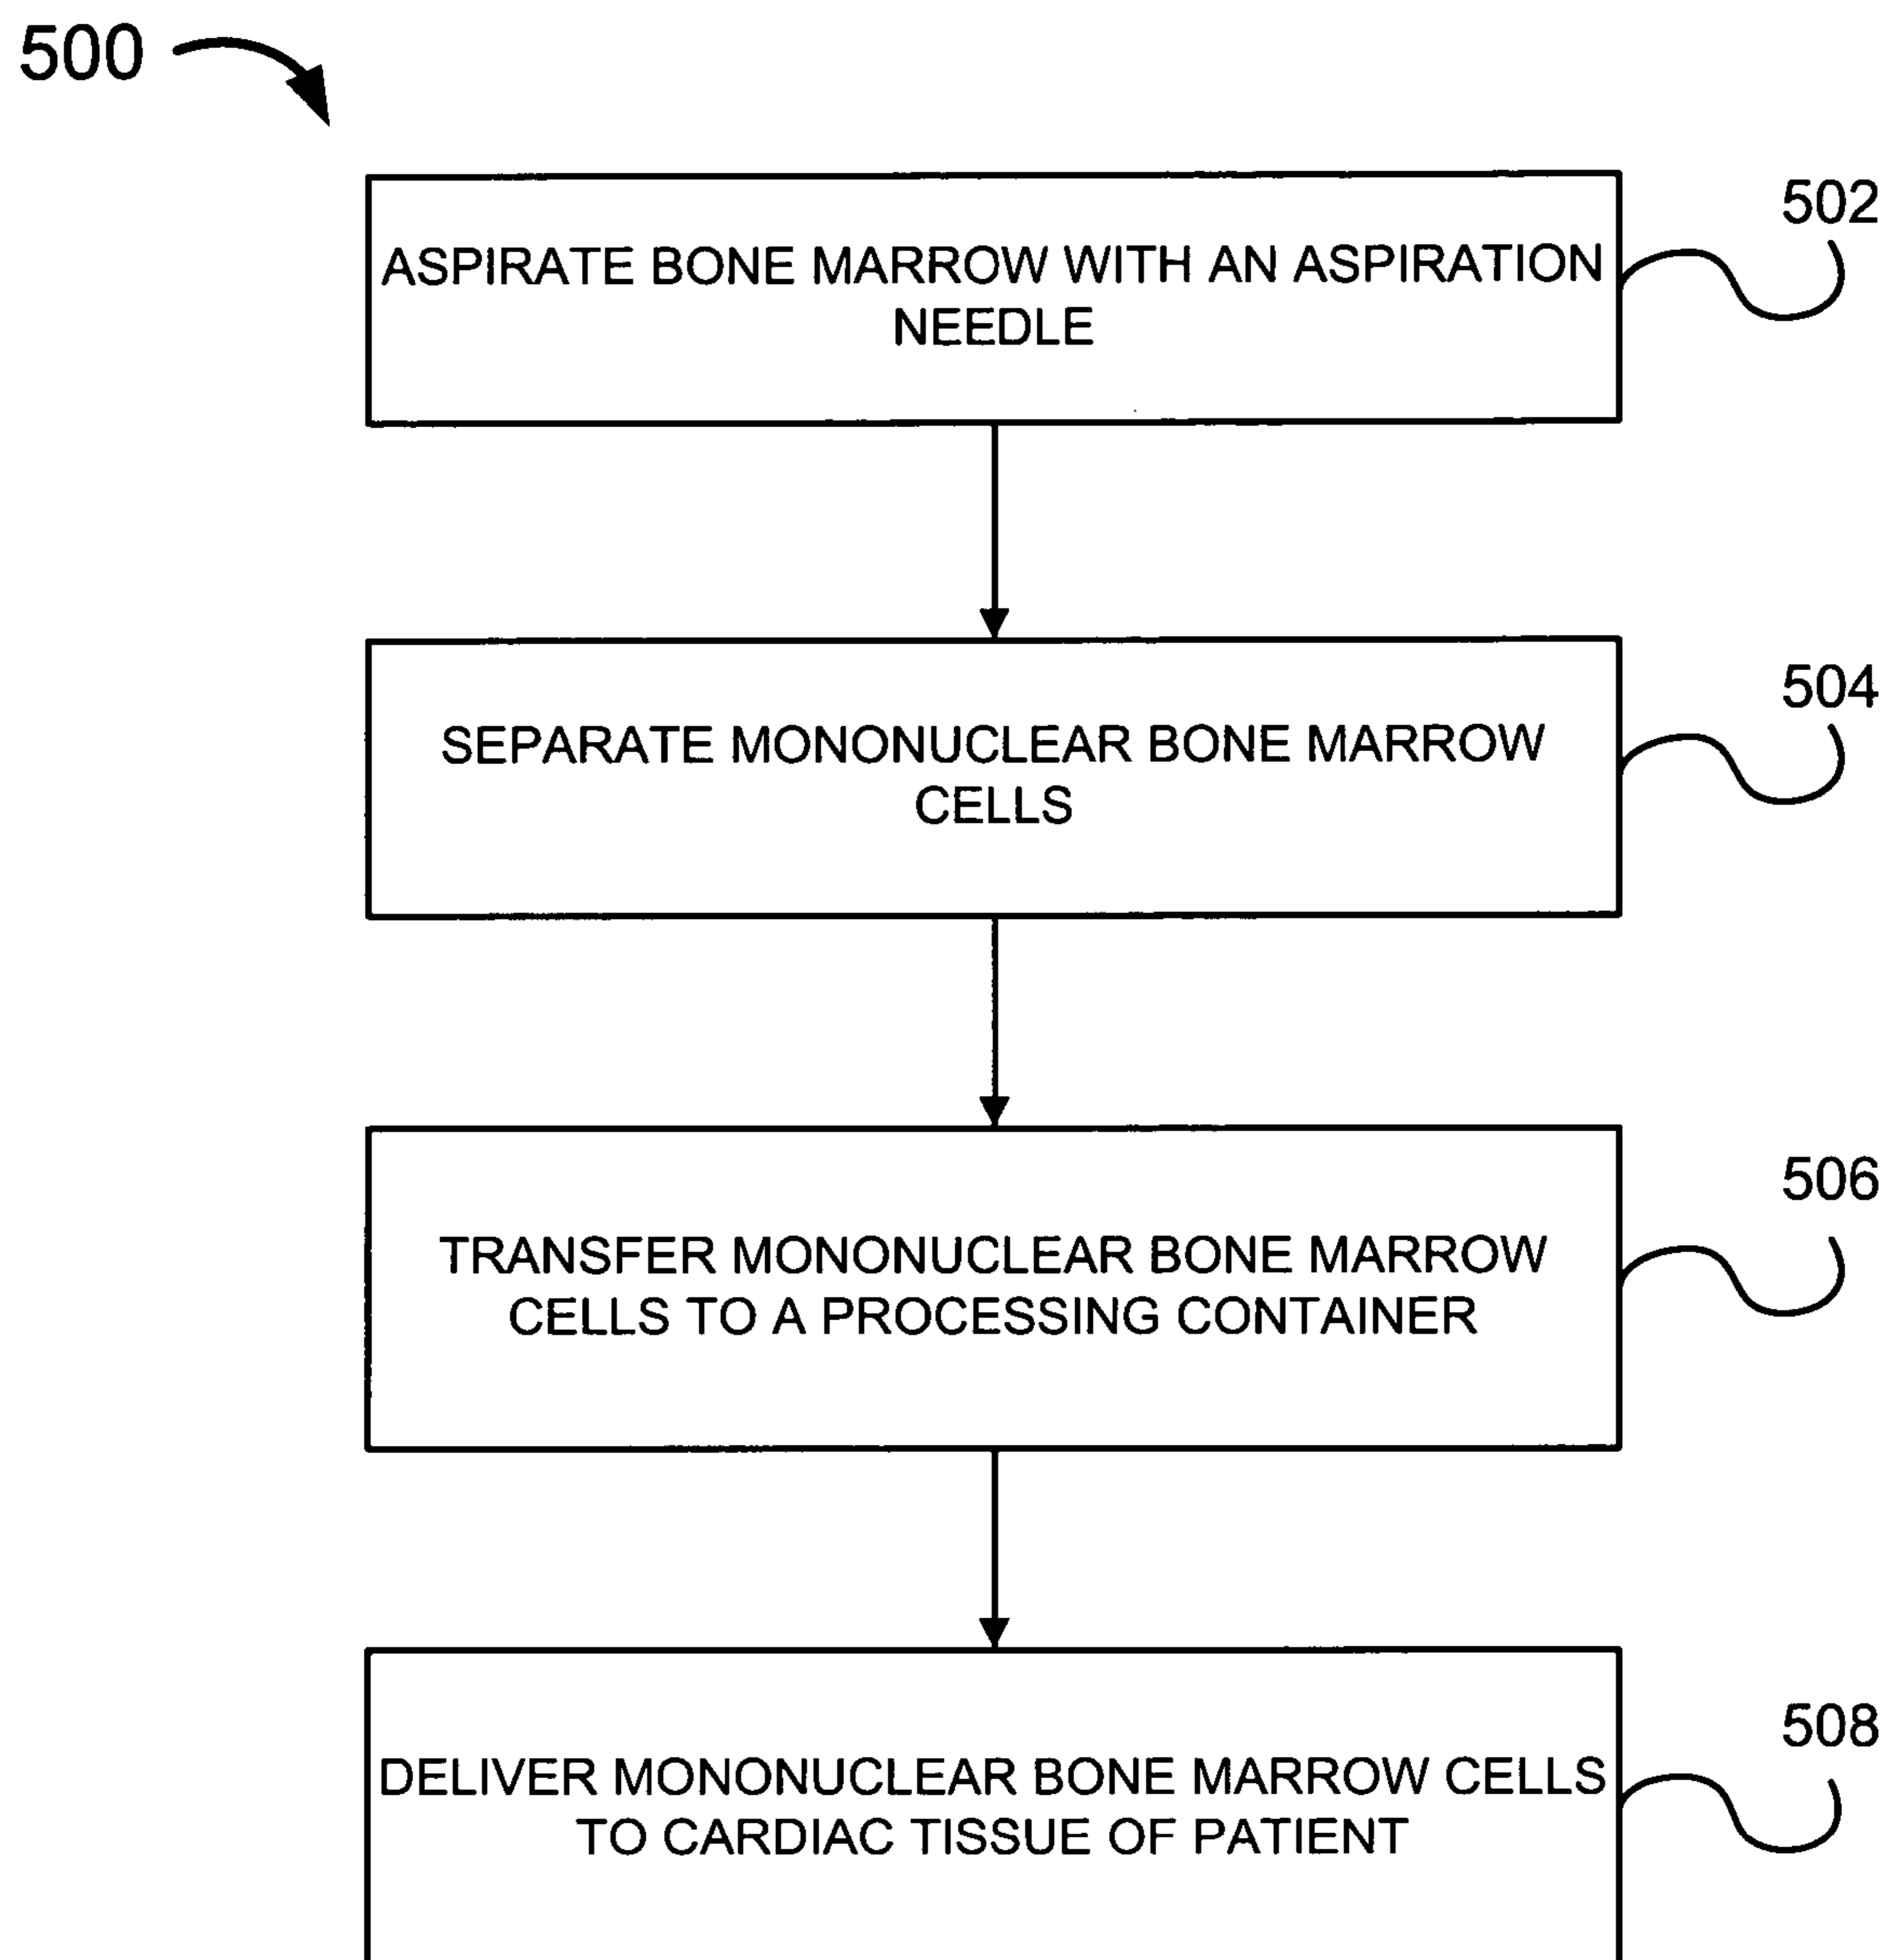 500
502
ASPIRATE BONE MARROW WITH AN ASPIRATION
NEEDLE
504
SEPARATE MONONUCLEAR BONE MARROW
CELLS
506
TRANSFER MONONUCLEAR BONE MARROW
CELLS TO A PROCESSING CONTAINER
508
DELIVER MONONUCLEAR BONE MARROW CELLS
TO CARDIAC TISSUE OF PATIENT